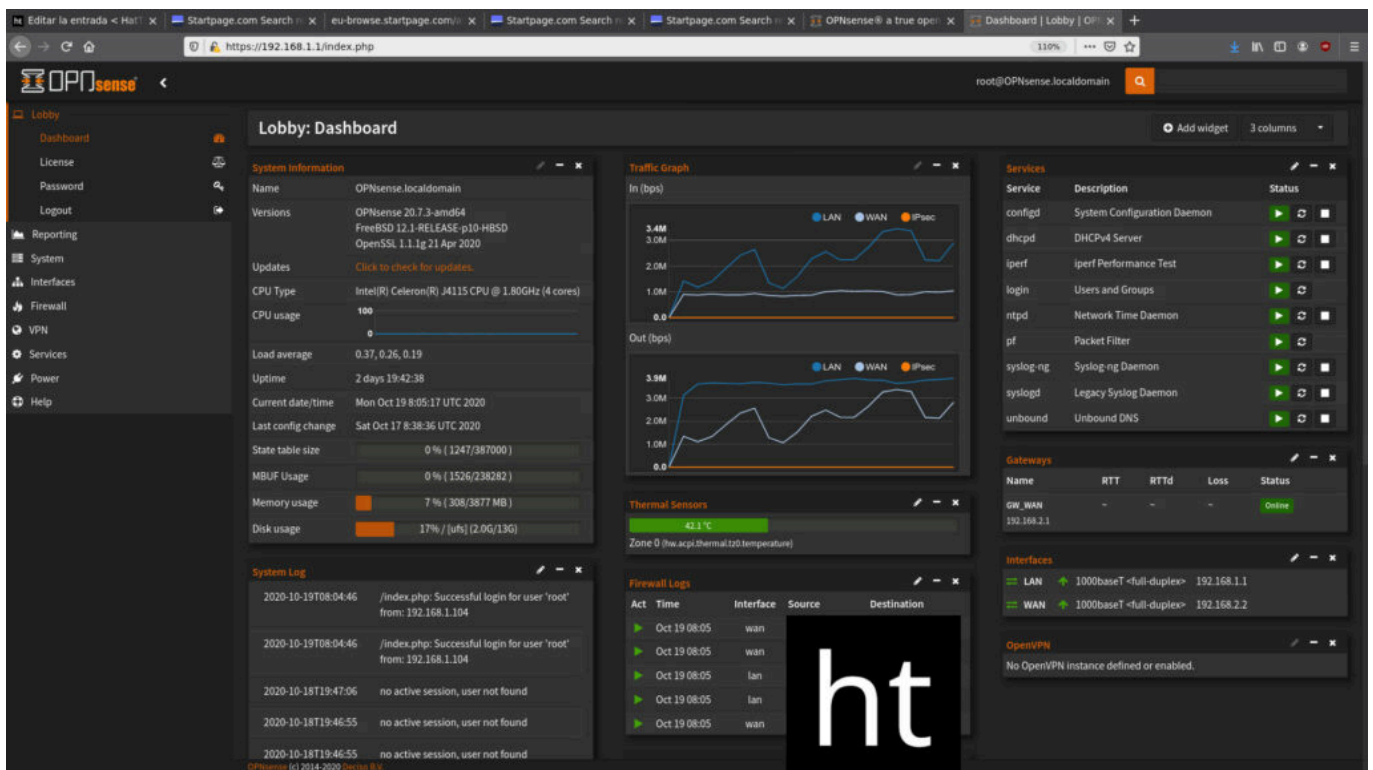 Editar la entrada < Hat'
Startpage.com Search
eu-browse.startpage.com/
Startpage.com Search
Startpage.com Search
OPNsense® a true open
Dashboard | Lobby | OPN
https://192.168.1.1/index.php
110%
OPNsense
root@OPNsense.localdomain
Lobby
Dashboard
License
Password
Logout
Reporting
System
Interfaces
Firewall
VPN
Services
Power
Help
Lobby: Dashboard
Add widget
3 columns
System Information
Name OPNsense.localdomain
Versions OPNsense 20.7.3-amd64
FreeBSD 12.1-RELEASE-p10-HBSD
OpenSSL 1.1.1g 21 Apr 2020
Updates Click to check for updates.
CPU Type Intel(R) Celeron(R) J4115 CPU @ 1.80GHz (4 cores)
CPU usage 100
0
Load average 0.37, 0.26, 0.19
Uptime 2 days 19:42:38
Current date/time Mon Oct 19 8:05:17 UTC 2020
Last config change Sat Oct 17 8:38:36 UTC 2020
State table size 0 % ( 1247/387000 )
MBUF Usage 0 % ( 1526/238282 )
Memory usage 7 % ( 308/3877 MB )
Disk usage 17% / [ufs] (2.0G/13G)
System Log
2020-10-19T08:04:46 /index.php: Successful login for user 'root'
from: 192.168.1.104
2020-10-19T08:04:46 /index.php: Successful login for user 'root'
from: 192.168.1.104
2020-10-18T19:47:06 no active session, user not found
2020-10-18T19:46:55 no active session, user not found
2020-10-18T19:46:55 no active session, user not found
OPNsense (c) 2014-2020 Deciso B.V.
Traffic Graph
In (bps)
LAN WAN IPsec
3.4M
3.0M
2.0M
1.0M
0.0
Out (bps)
LAN WAN IPsec
3.9M
3.0M
2.0M
1.0M
0.0
Thermal Sensors
42.1 °C
Zone 0 (hw.acpi.thermal.tz0.temperature)
Firewall Logs
Act Time Interface Source Destination
Oct 19 08:05 wan
Oct 19 08:05 wan
Oct 19 08:05 lan
Oct 19 08:05 lan
Oct 19 08:05 wan
ht
Services
Service Description Status
configd System Configuration Daemon
dhcpd DHCPv4 Server
iperf iperf Performance Test
login Users and Groups
ntpd Network Time Daemon
pf Packet Filter
syslog-ng Syslog-ng Daemon
syslogd Legacy Syslog Daemon
unbound Unbound DNS
Gateways
Name RTT RTTd Loss Status
GW_WAN ~ ~ ~ Online
192.168.2.1
Interfaces
LAN 1000baseT <full-duplex> 192.168.1.1
WAN 1000baseT <full-duplex> 192.168.2.2
OpenVPN
No OpenVPN instance defined or enabled.